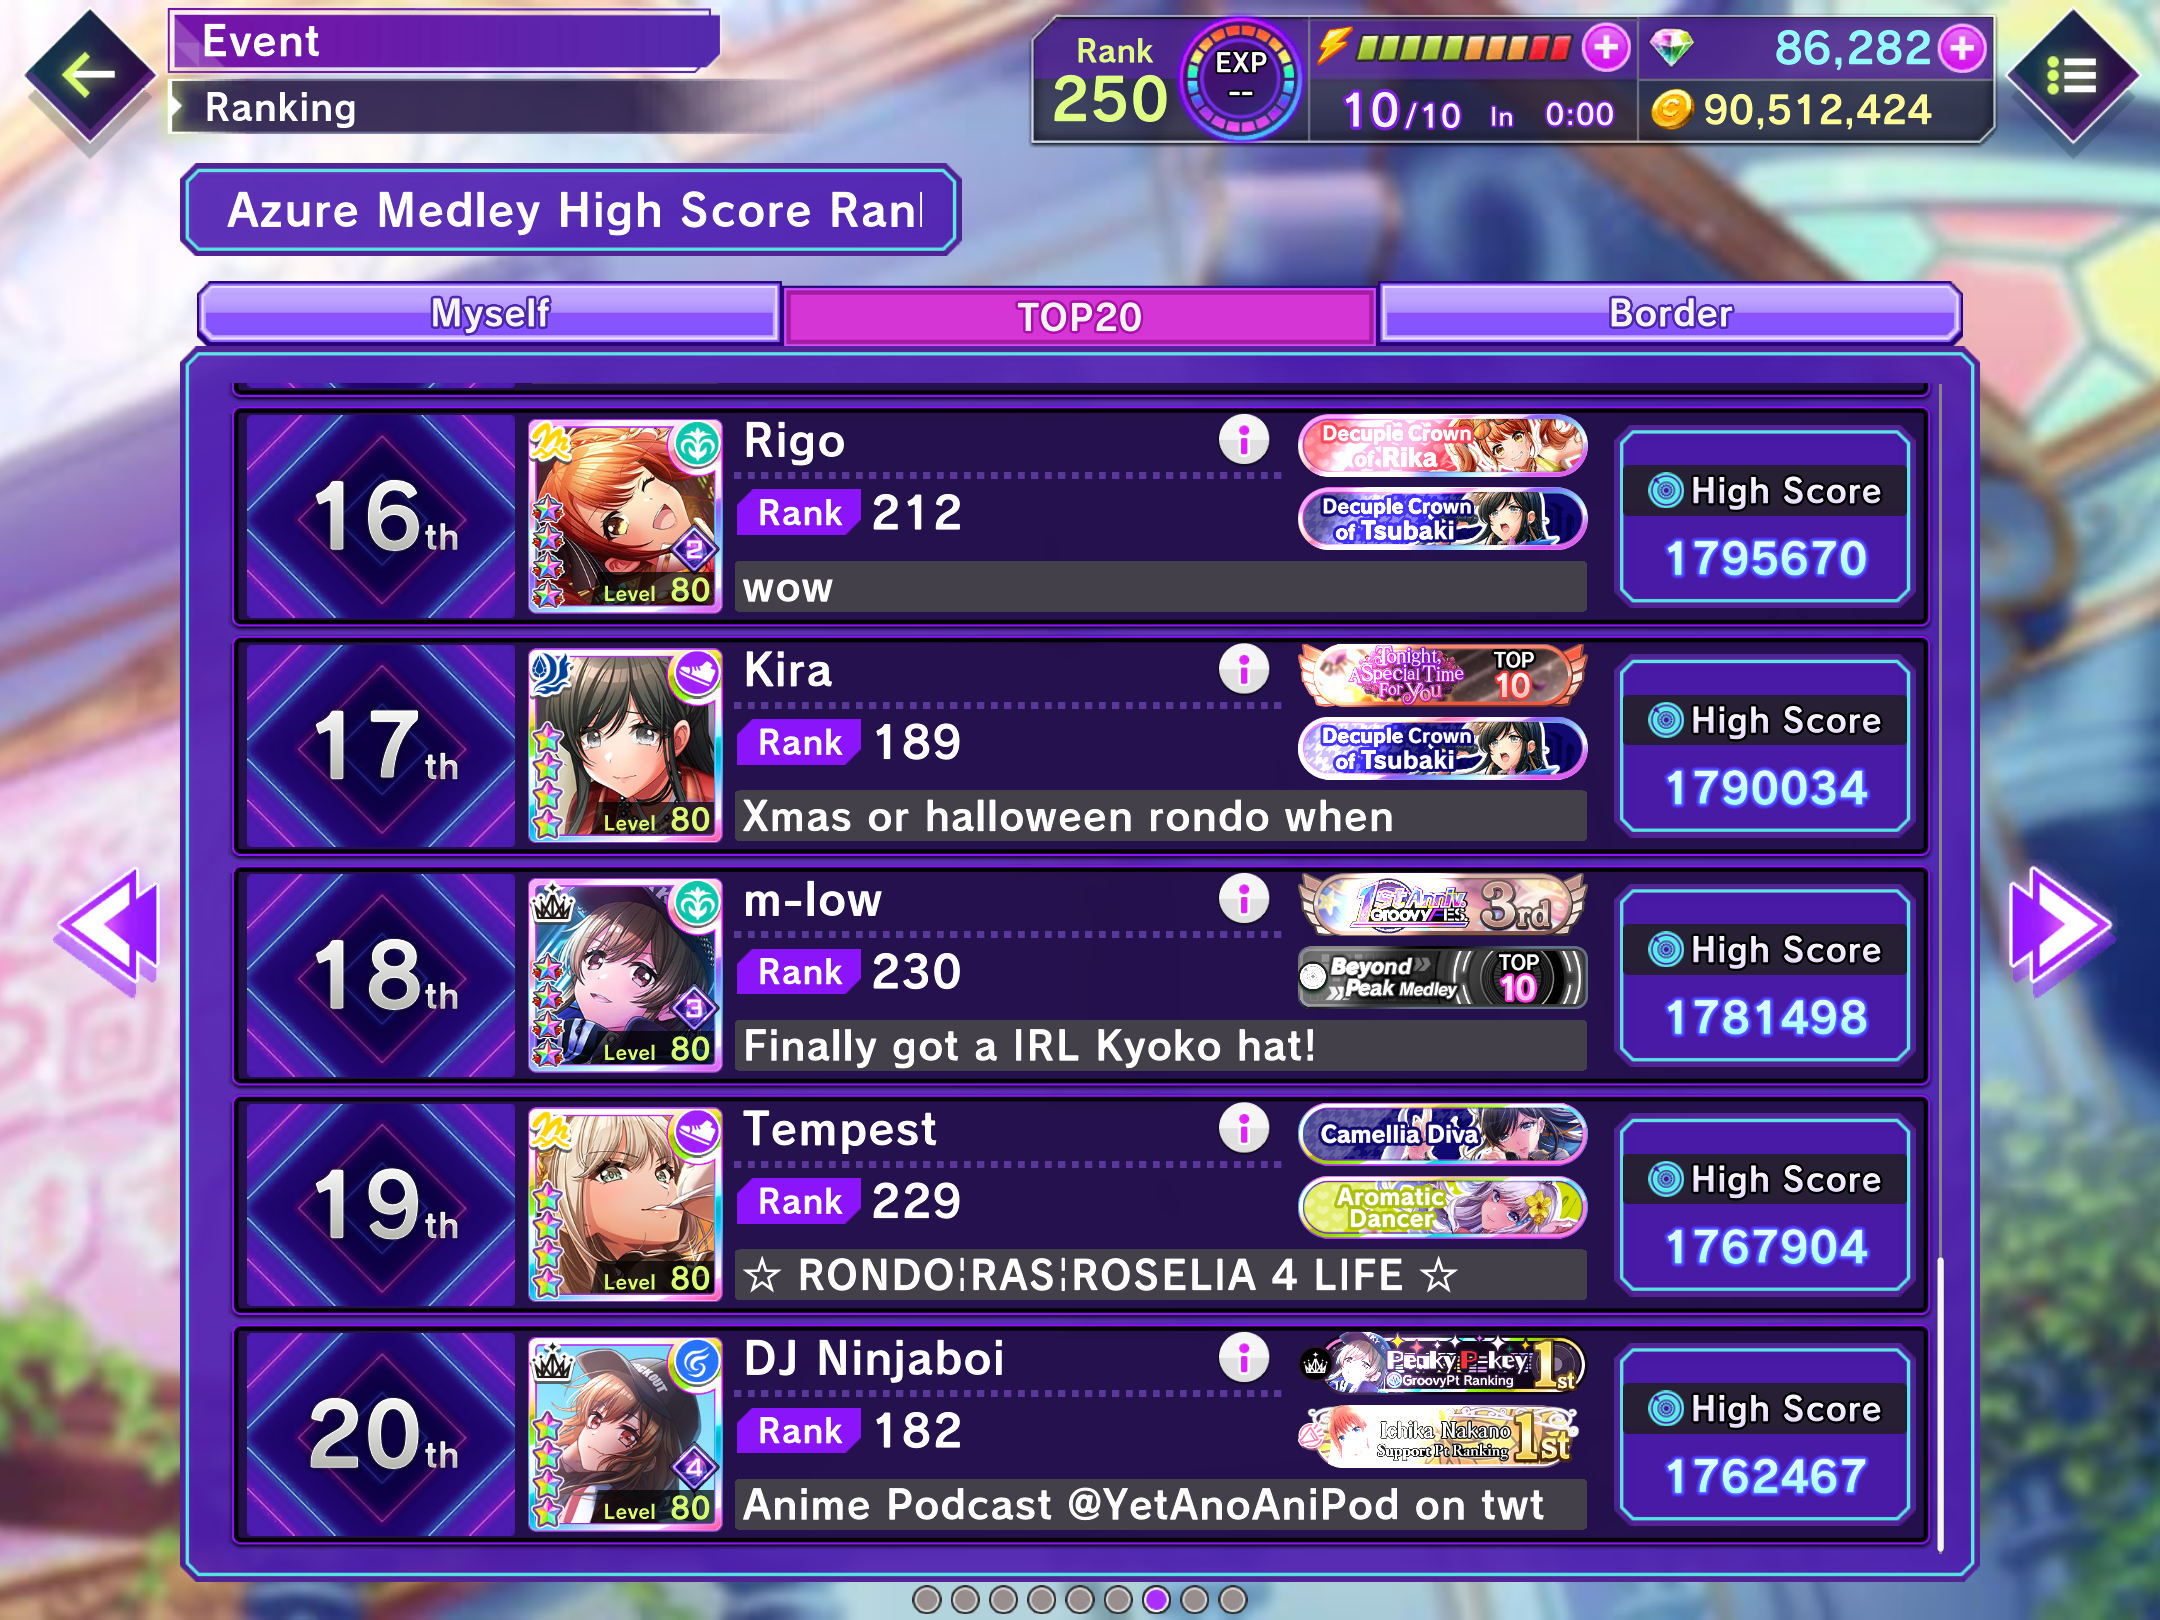 Event
Ranking
Rank
250
EXP
--
10/10 In 0:00
86,282
90,512,424
Azure Medley High Score Ran
Myself
TOP20
Border
16th
Level 80
2
Rigo
Rank 212
wow
Decuple Crown
of Rika
Decuple Crown
of Tsubaki
High Score
1795670
17th
Level 80
Kira
Rank 189
Xmas or halloween rondo when
Tonight,
A Special Time
For You
TOP
10
Decuple Crown
of Tsubaki
High Score
1790034
18th
3
Level 80
m-low
Rank 230
Finally got a IRL Kyoko hat!
1st Anniv.
GROOVY FES.
3rd
Beyond
Peak Medley
TOP
10
High Score
1781498
19th
Level 80
Tempest
Rank 229
☆ RONDO¦RAS¦ROSELIA 4 LIFE ☆
Camellia Diva
Aromatic
Dancer
High Score
1767904
20th
4
Level 80
DJ Ninjaboi
Rank 182
Anime Podcast @YetAnoAniPod on twt
Peaky P-key
GroovyPt Ranking
1st
Ichika Nakano
Support Pt Ranking
1st
High Score
1762467